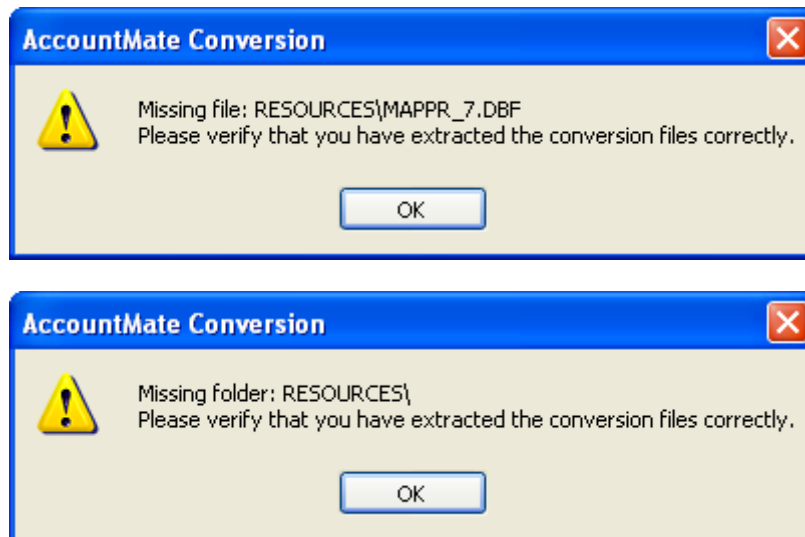 AccountMate Conversion
Missing file: RESOURCES\MAPPR_7.DBF
Please verify that you have extracted the conversion files correctly.
OK
AccountMate Conversion
Missing folder: RESOURCES\
Please verify that you have extracted the conversion files correctly.
OK